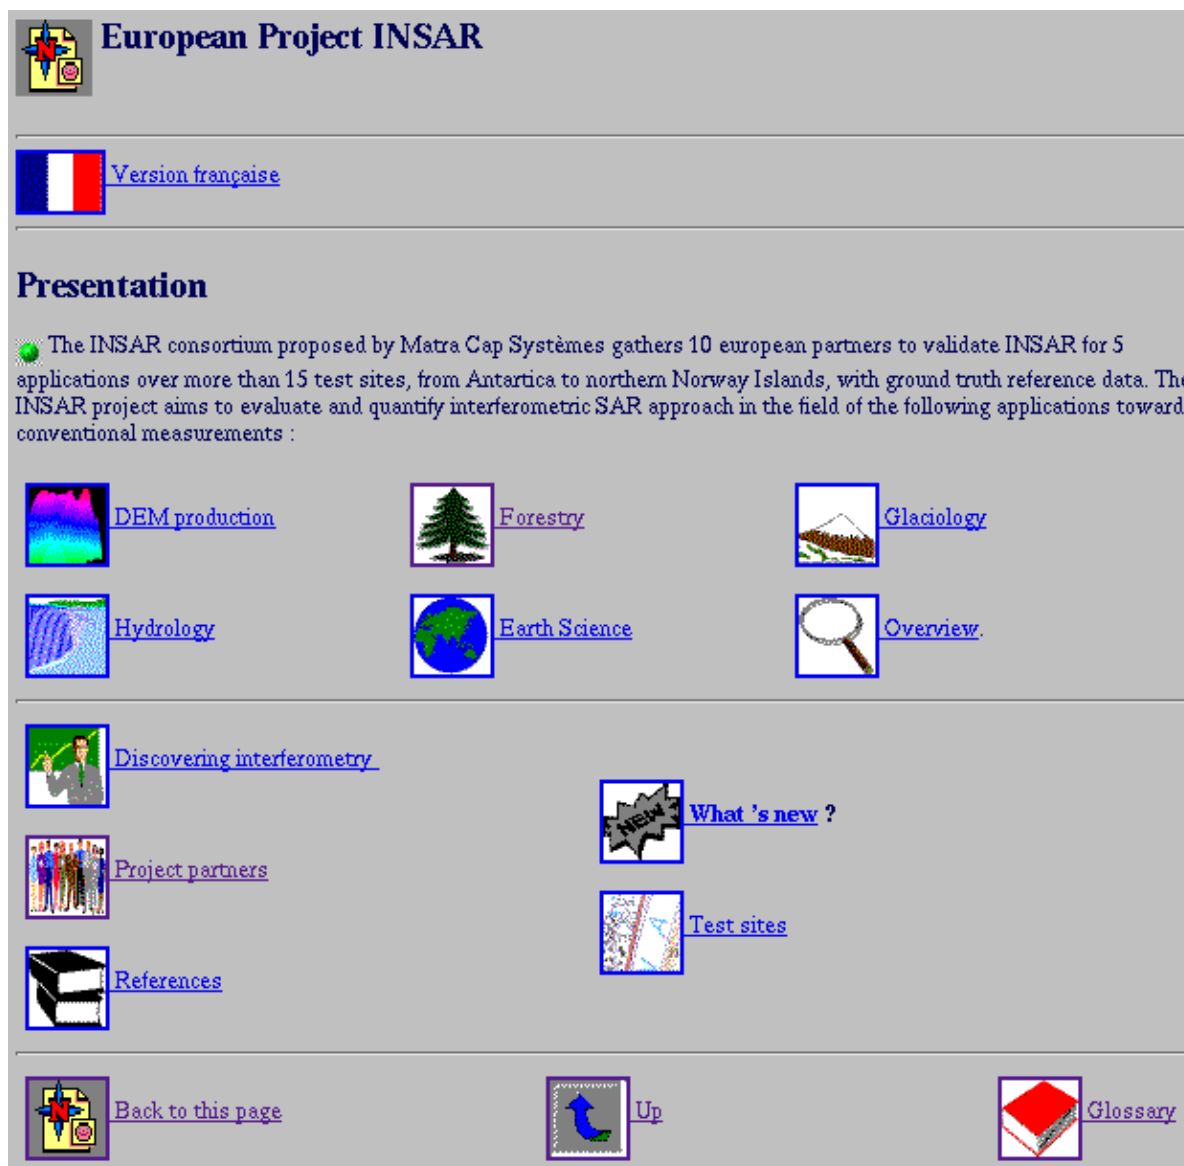 European Project INSAR
Version française
Presentation
The INSAR consortium proposed by Matra Cap Systèmes gathers 10 european partners to validate INSAR for 5
applications over more than 15 test sites, from Antartica to northern Norway Islands, with ground truth reference data. The
INSAR project aims to evaluate and quantify interferometric SAR approach in the field of the following applications toward
conventional measurements :
DEM production
Forestry
Glaciology
Hydrology
Earth Science
Overview.
Discovering interferometry
NEW
What 's new ?
Project partners
Test sites
References
N
Back to this page
Up
Glossary